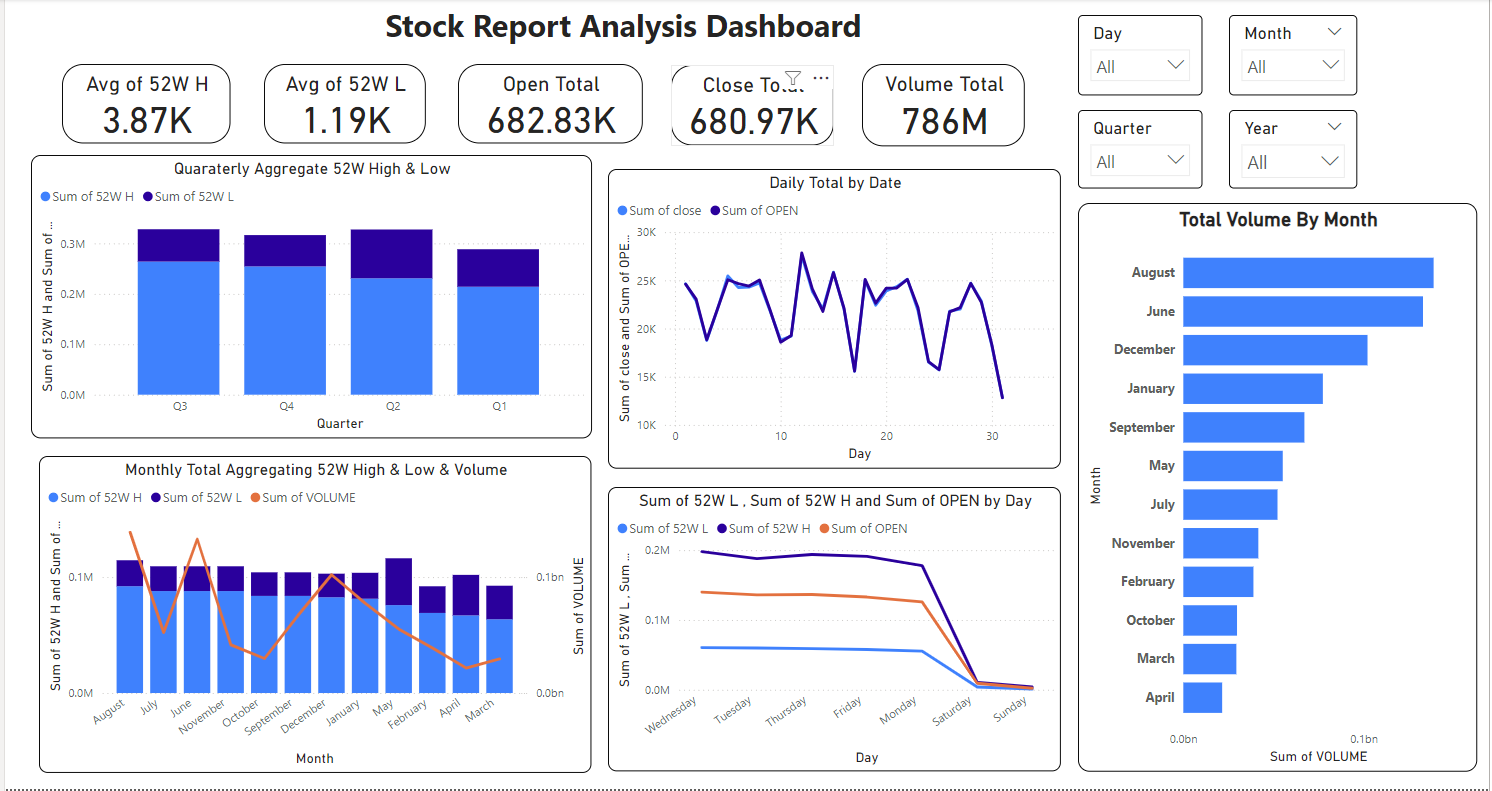 Stock Report Analysis Dashboard
Avg of 52W H
3.87K
Avg of 52W L
1.19K
Open Total
682.83K
Close Total
680.97K
Volume Total
786M
Day
All
Month
All
Quarter
All
Year
All
Quaraterly Aggregate 52W High & Low
Sum of 52W H Sum of 52W L
Sum of 52W H and Sum of ...
0.3M
0.2M
0.1M
0.0M
Q3 Q4 Q2 Q1
Quarter
Daily Total by Date
Sum of close Sum of OPEN
Sum of close and Sum of OPE...
30K
25K
20K
15K
10K
0 10 20 30
Day
Monthly Total Aggregating 52W High & Low & Volume
Sum of 52W H Sum of 52W L Sum of VOLUME
Sum of 52W H and Sum of ...
0.1M
0.0M
0.1bn
0.0bn
Sum of VOLUME
August July June November October September December January May February April March
Month
Sum of 52W L , Sum of 52W H and Sum of OPEN by Day
Sum of 52W L Sum of 52W H Sum of OPEN
Sum of 52W L , Sum ...
0.2M
0.1M
0.0M
Wednesday Tuesday Thursday Friday Monday Saturday Sunday
Day
Total Volume By Month
Month
August
June
December
January
September
May
July
November
February
October
March
April
0.0bn 0.1bn
Sum of VOLUME